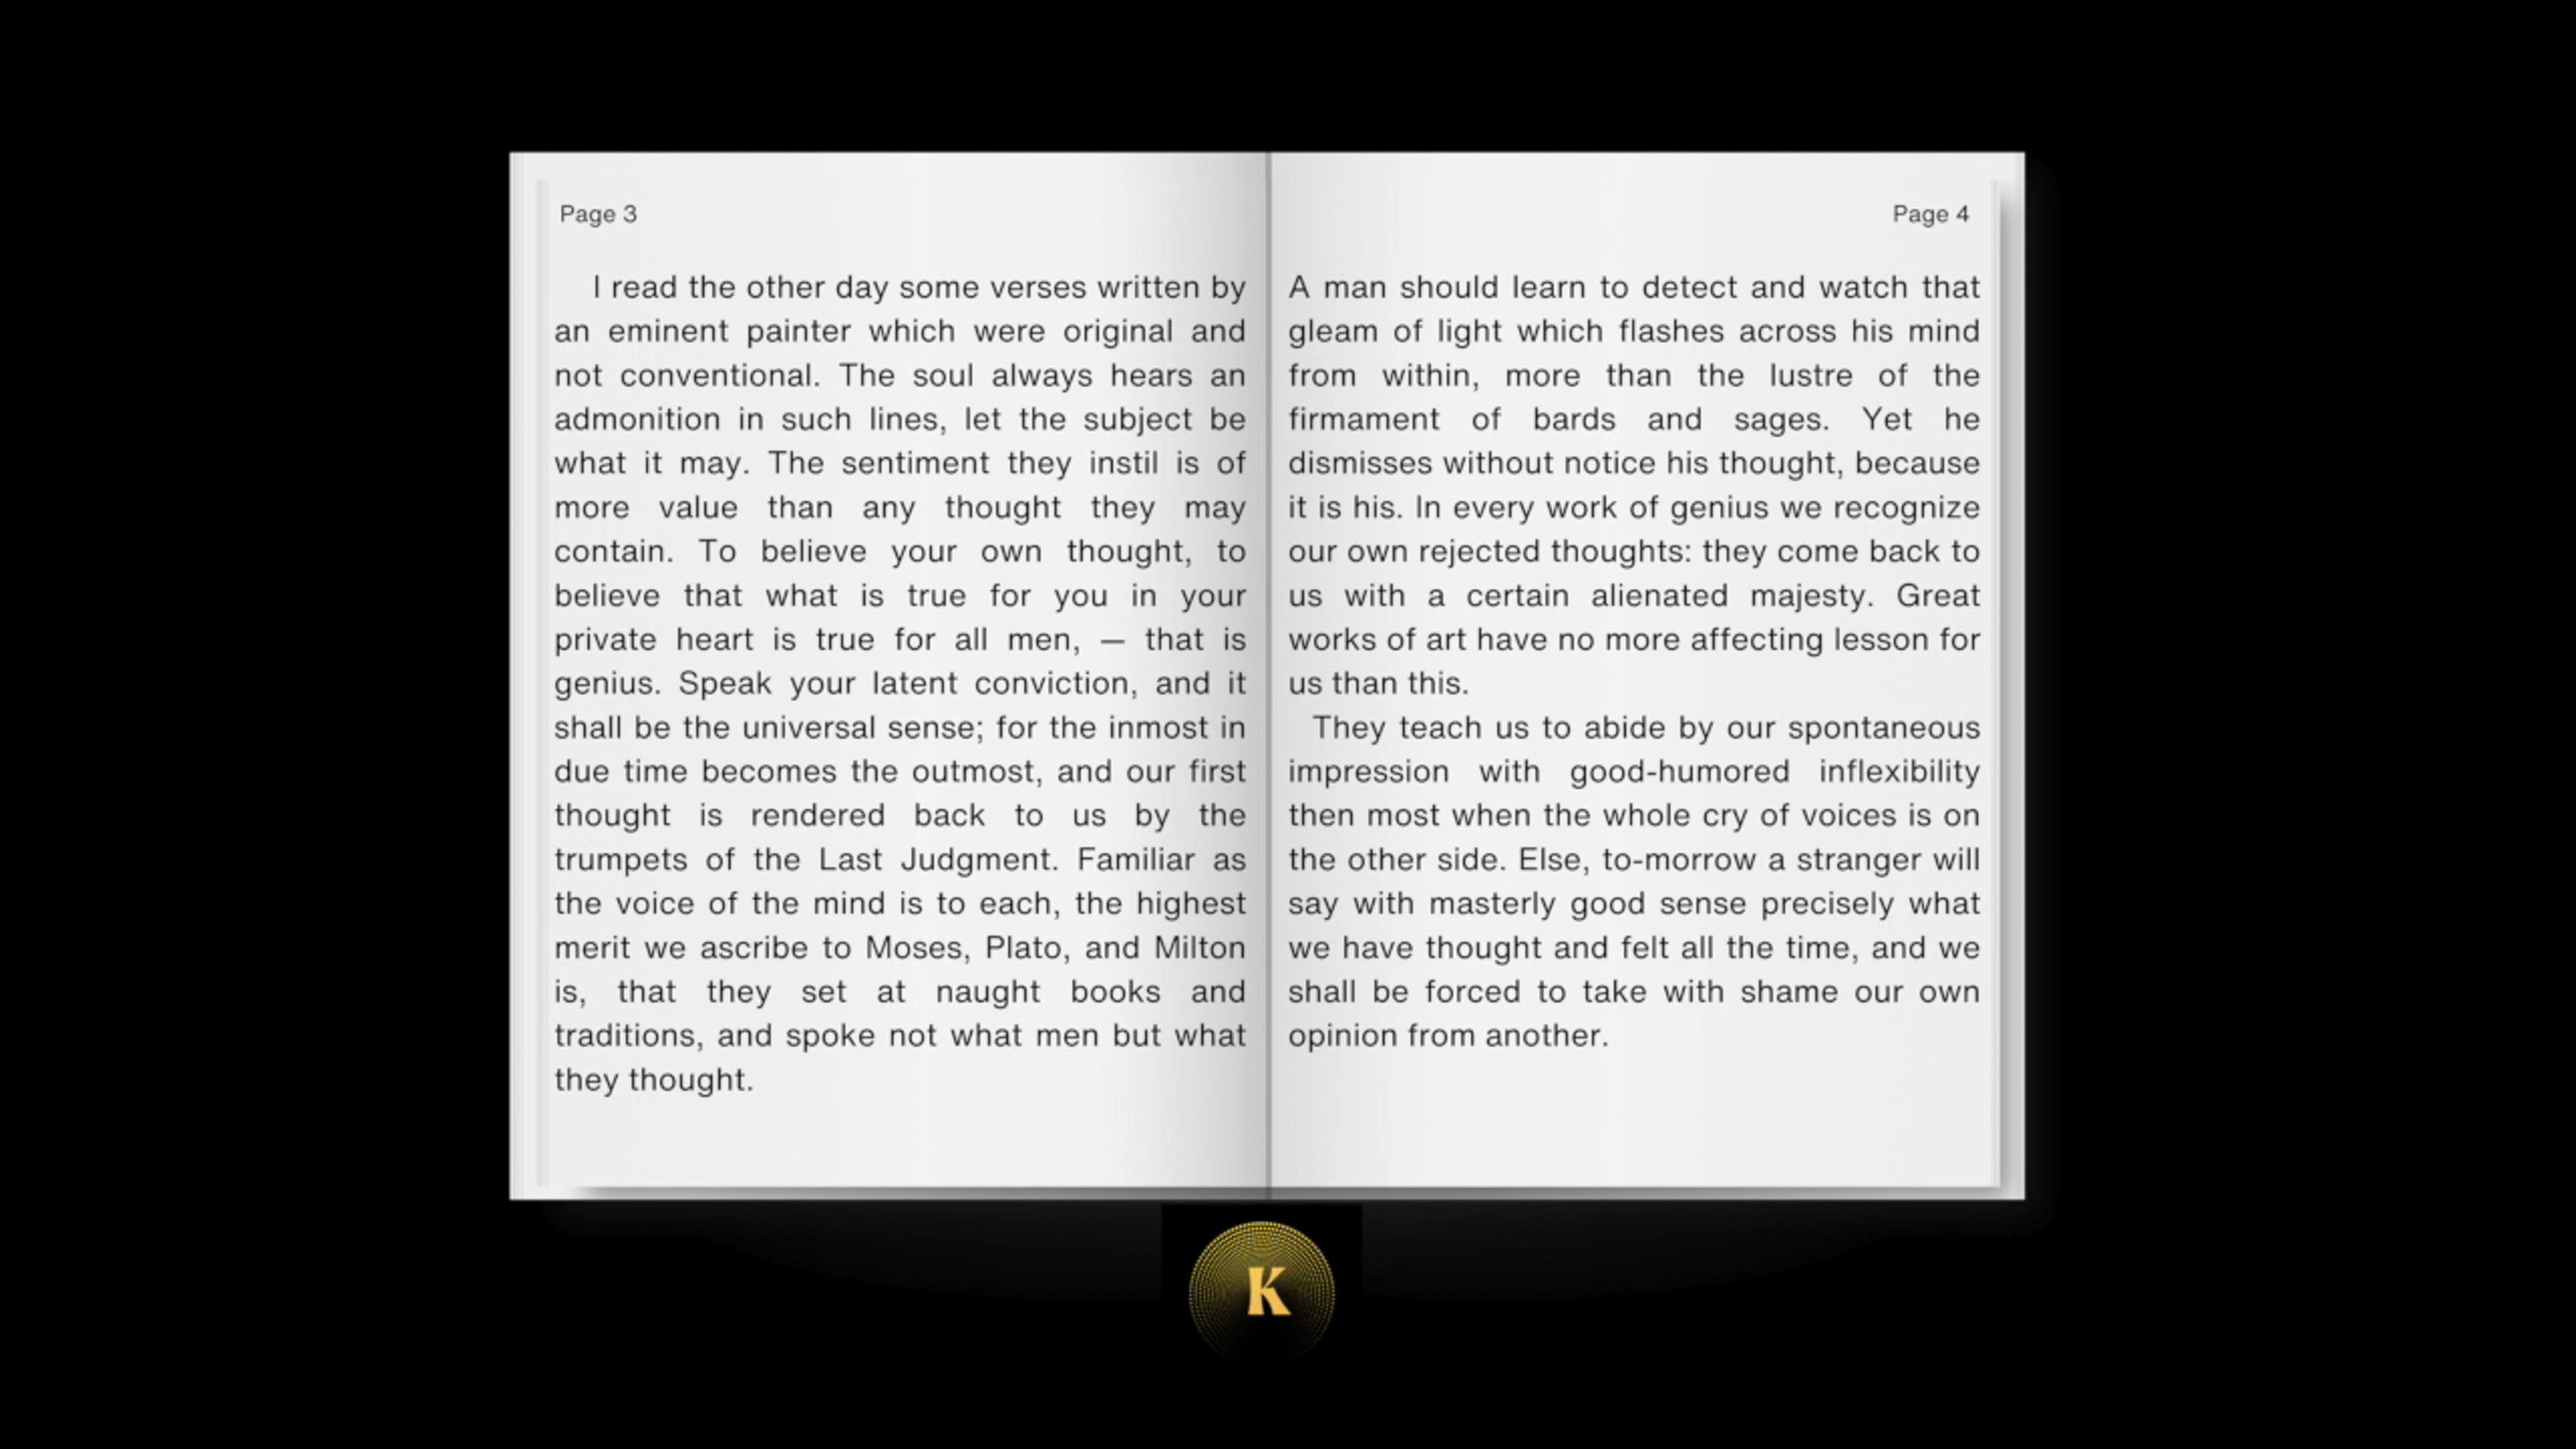 Page 3
I read the other day some verses written by
an eminent painter which were original and
not conventional. The soul always hears an
admonition in such lines, let the subject be
what it may. The sentiment they instil is of
more value than any thought they may
contain. To believe your own thought, to
believe that what is true for you in your
private heart is true for all men, — that is
genius. Speak your latent conviction, and it
shall be the universal sense; for the inmost in
due time becomes the outmost, and our first
thought is rendered back to us by the
trumpets of the Last Judgment. Familiar as
the voice of the mind is to each, the highest
merit we ascribe to Moses, Plato, and Milton
is, that they set at naught books and
traditions, and spoke not what men but what
they thought.
Page 4
A man should learn to detect and watch that
gleam of light which flashes across his mind
from within, more than the lustre of the
firmament of bards and sages. Yet he
dismisses without notice his thought, because
it is his. In every work of genius we recognize
our own rejected thoughts: they come back to
us with a certain alienated majesty. Great
works of art have no more affecting lesson for
us than this.
They teach us to abide by our spontaneous
impression with good-humored inflexibility
then most when the whole cry of voices is on
the other side. Else, to-morrow a stranger will
say with masterly good sense precisely what
we have thought and felt all the time, and we
shall be forced to take with shame our own
opinion from another.
K